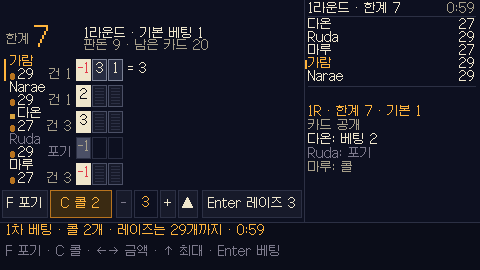 한계 7
1라운드 · 기본 베팅 1
판돈 9 · 남은 카드 20
가람
29 건 1 -1 3 1 = 3
Narae
29 건 1 2
다온
27 건 3 3
Ruda
29 포기 -1
마루
27 건 3 -1
F 포기 C 콜 2 - 3 + ▲ Enter 레이즈 3
1차 베팅 · 콜 2개 · 레이즈는 29개까지 · 0:59
F 포기 · C 콜 · ←→ 금액 · ↑ 최대 · Enter 베팅
1라운드 · 한계 7 0:59
다온 27
Ruda 29
마루 27
가람 29
Narae 29
1R · 한계 7 · 기본 1
카드 공개
다온: 베팅 2
Ruda: 포기
마루: 콜